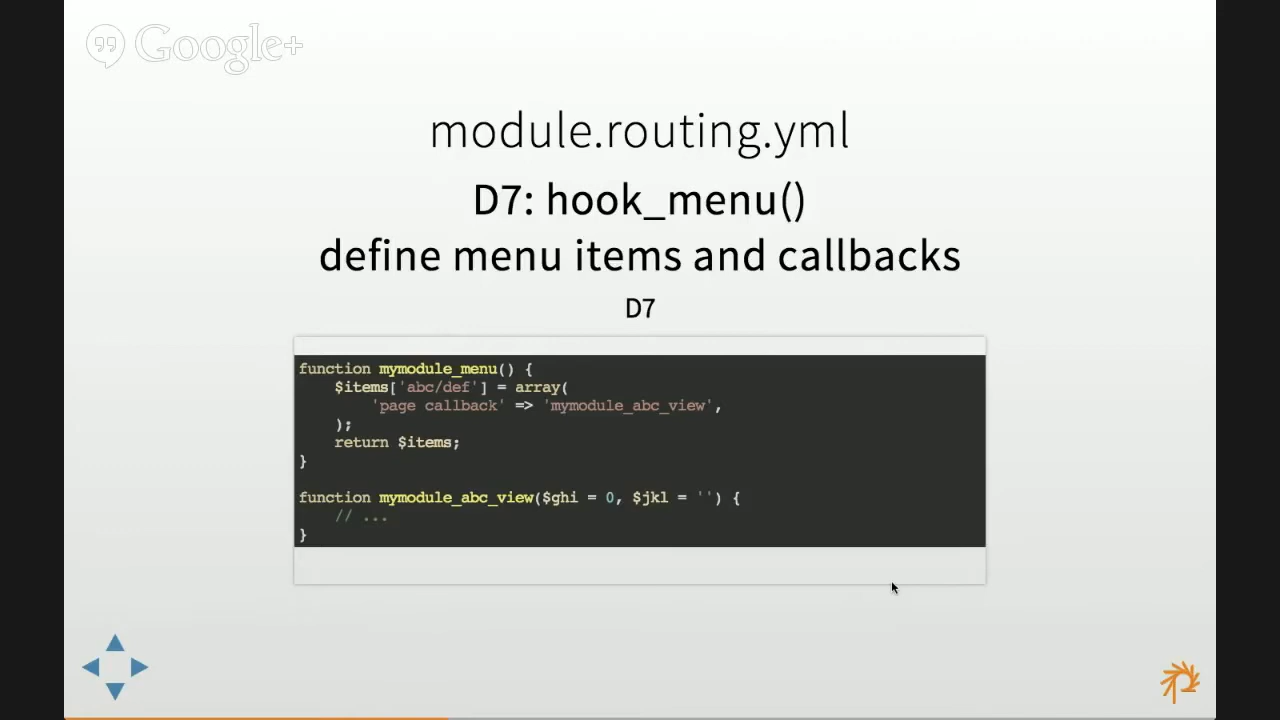 Google+
module.routing.yml
D7: hook_menu()
define menu items and callbacks
D7
function mymodule_menu() {
    $items['abc/def'] = array(
        'page callback' => 'mymodule_abc_view',
    );
    return $items;
}
function mymodule_abc_view($ghi = 0, $jkl = '') {
    // ...
}